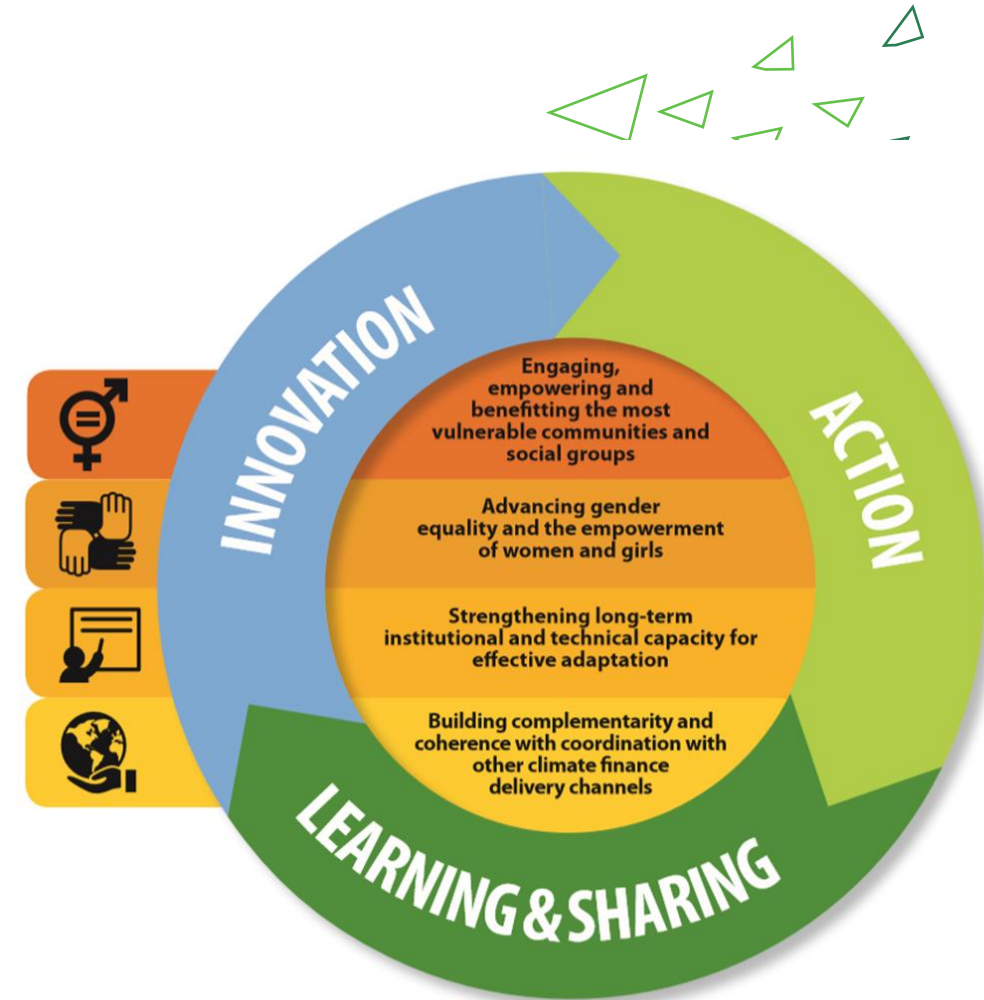 INNOVATION
ACTION
Engaging,
empowering and
benefitting the most
vulnerable communities and
social groups
Advancing gender
equality and the empowerment
of women and girls
Strengthening long-term
institutional and technical capacity for
effective adaptation
Building complementarity and
coherence with coordination with
other climate finance
delivery channels
LEARNING & SHARING